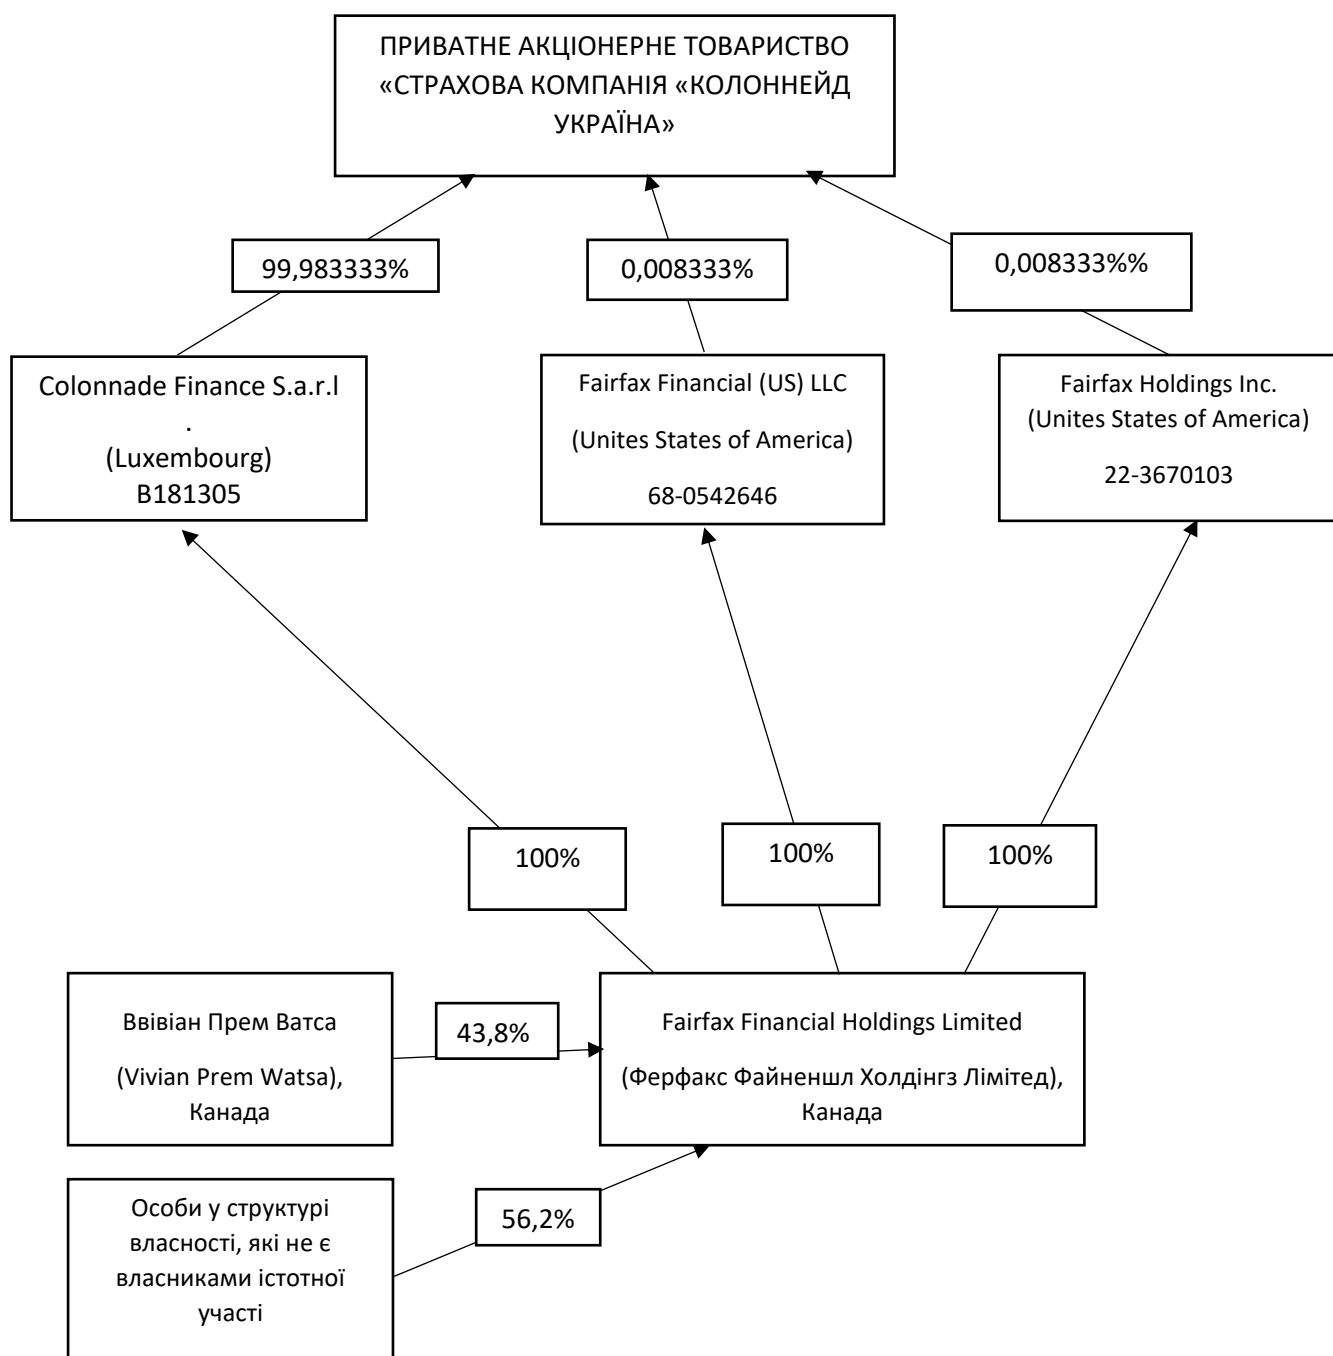 ПРИВАТНЕ АКЦІОНЕРНЕ ТОВАРИСТВО
«СТРАХОВА КОМПАНІЯ «КОЛОННЕЙД
УКРАЇНА»
99,983333%
0,008333%
0,008333%%
Colonnade Finance S.a.r.l
.
(Luxembourg)
B181305
Fairfax Financial (US) LLC
(Unites States of America)
68-0542646
Fairfax Holdings Inc.
(Unites States of America)
22-3670103
100%
100%
100%
Ввівіан Прем Ватса
(Vivian Prem Watsa),
Канада
43,8%
Fairfax Financial Holdings Limited
(Ферфакс Файненшл Холдінгз Лімітед),
Канада
Особи у структурі
власності, які не є
власниками істотної
участі
56,2%